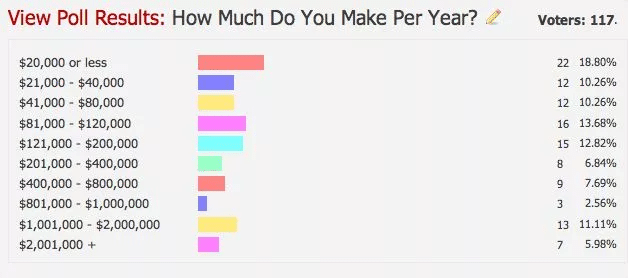 View Poll Results: How Much Do You Make Per Year?
Voters: 117.
$20,000 or less 22 18.80%
$21,000 - $40,000 12 10.26%
$41,000 - $80,000 12 10.26%
$81,000 - $120,000 16 13.68%
$121,000 - $200,000 15 12.82%
$201,000 - $400,000 8 6.84%
$400,000 - $800,000 9 7.69%
$801,000 - $1,000,000 3 2.56%
$1,001,000 - $2,000,000 13 11.11%
$2,001,000 + 7 5.98%